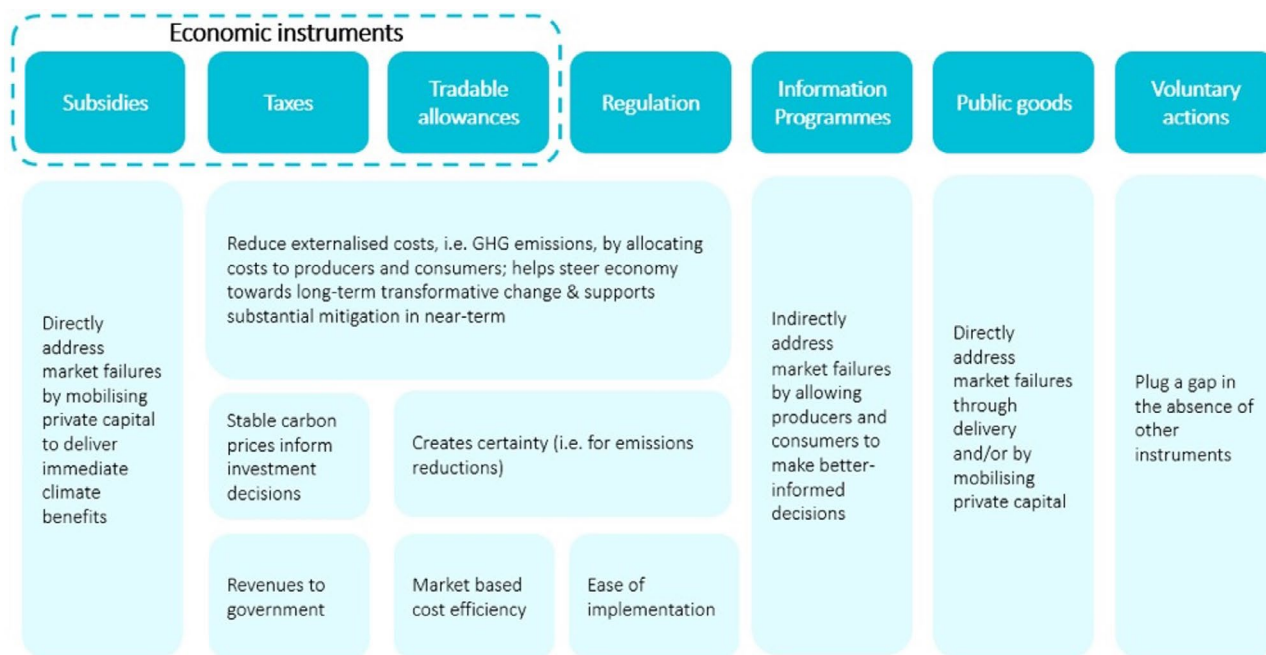 Economic instruments
Subsidies
Taxes
Tradable
allowances
Regulation
Information
Programmes
Public goods
Voluntary
actions
Directly
address
market failures
by mobilising
private capital
to deliver
immediate
climate
benefits
Reduce externalised costs, i.e. GHG emissions, by allocating
costs to producers and consumers; helps steer economy
towards long-term transformative change & supports
substantial mitigation in near-term
Stable carbon
prices inform
investment
decisions
Creates certainty (i.e. for emissions
reductions)
Revenues to
government
Market based
cost efficiency
Ease of
implementation
Indirectly
address
market failures
by allowing
producers and
consumers to
make better-
informed
decisions
Directly
address
market failures
through
delivery
and/or by
mobilising
private capital
Plug a gap in
the absence of
other
instruments